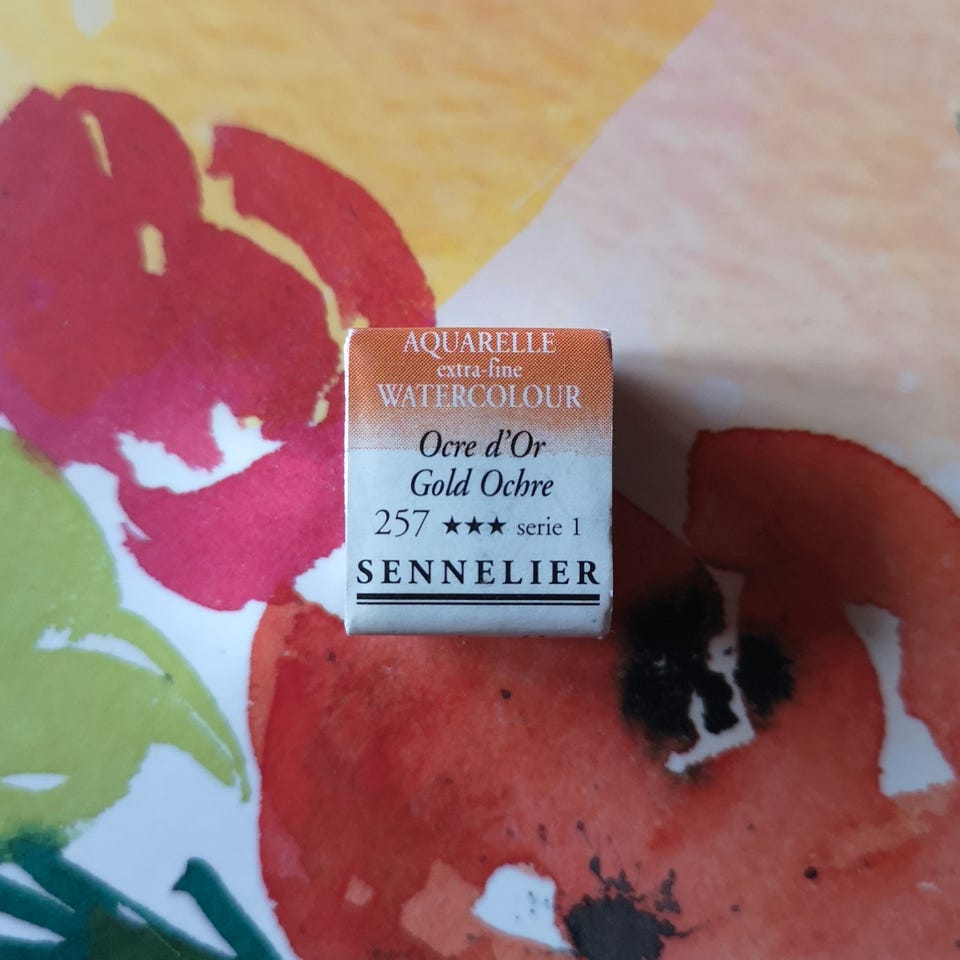 AQUARELLE
extra-fine
WATERCOLOUR
Ocre d'Or
Gold Ochre
257 ★★★ serie 1
SENNELIER